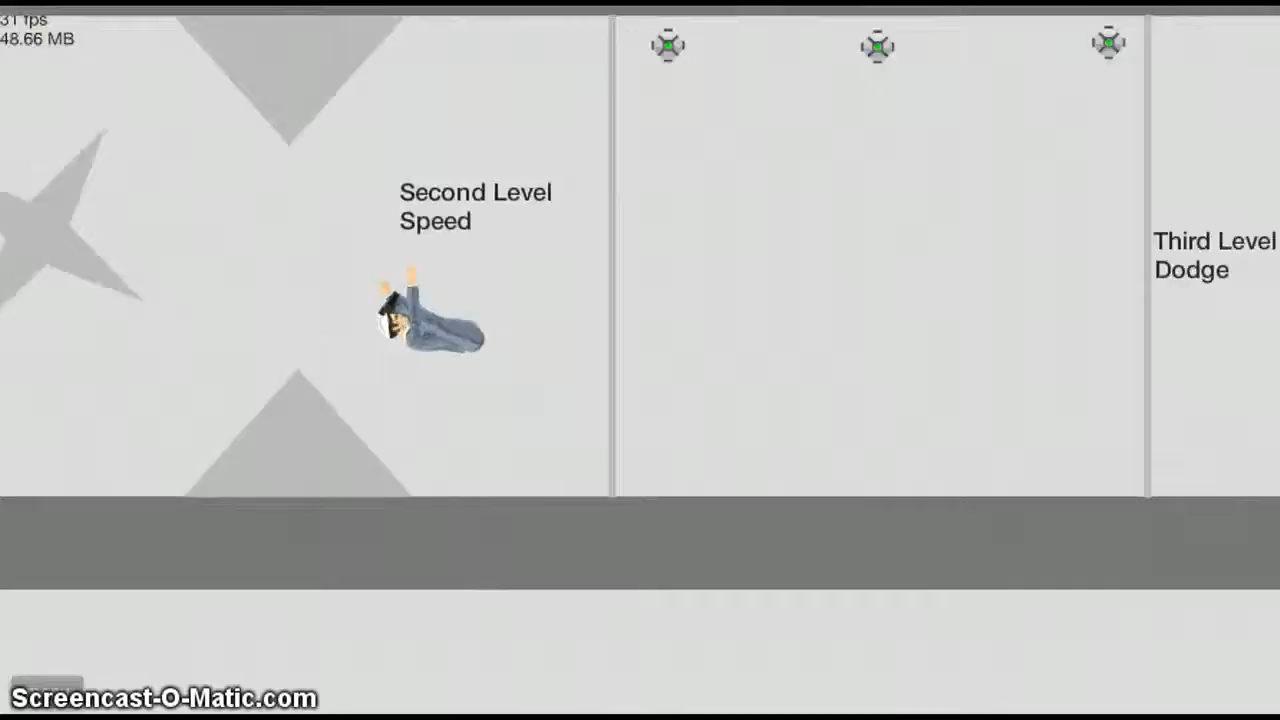 31 fps
48.66 MB
Second Level
Speed
Third Level
Dodge
Screencast-O-Matic.com